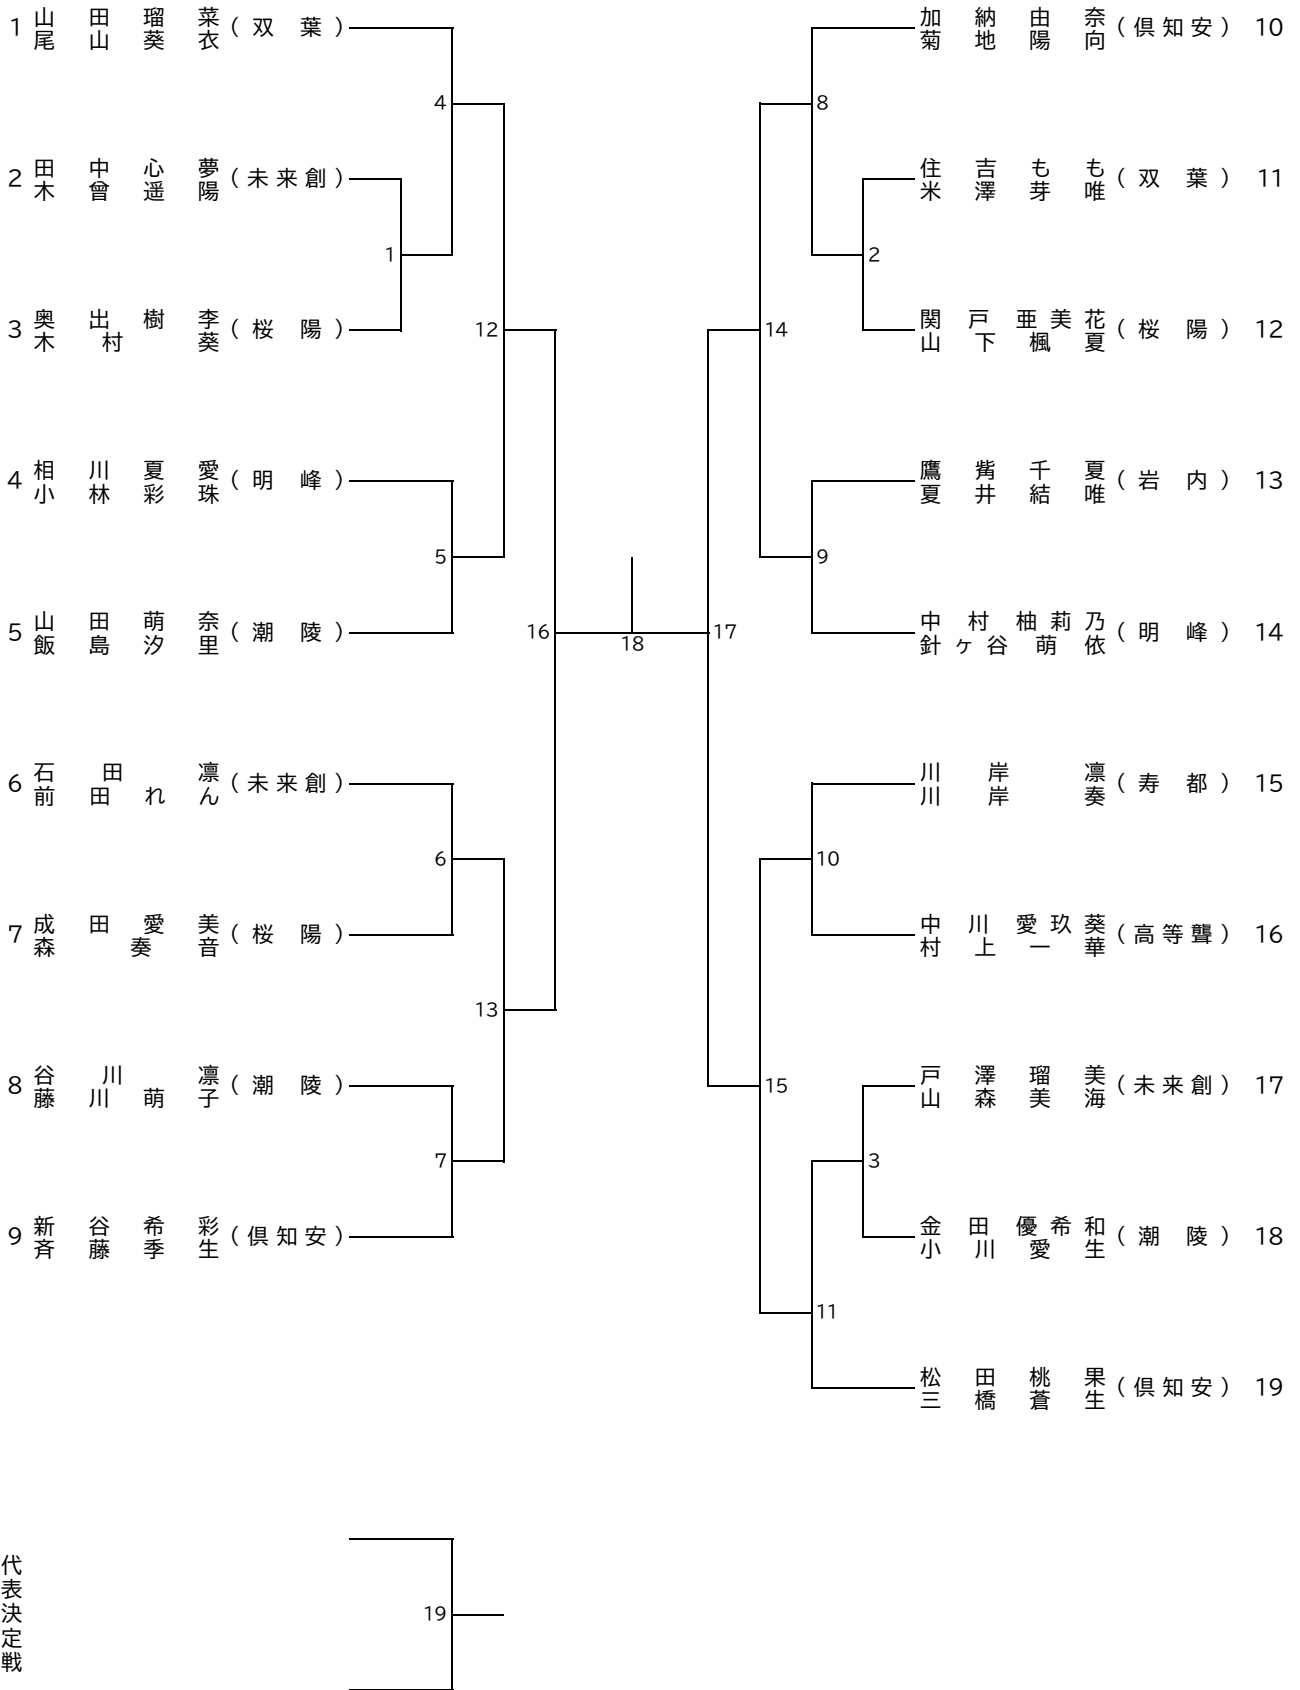 1 山田瑠菜 (双葉)
尾山葵衣
4
2 田中心夢 (未来創)
木曾遥陽
1
3 奥出樹李 (桜陽)
木村葵
12
4 相川夏愛 (明峰)
小林彩珠
5
5 山田萌奈 (潮陵)
飯島汐里
16
6 石田凛 (未来創)
前田れん
6
7 成田愛美 (桜陽)
森奏音
13
8 谷川凛 (潮陵)
藤川萌子
7
9 新谷希彩 (倶知安)
斉藤季生
18
加納由奈 (倶知安) 10
菊地陽向
8
住吉もも (双葉) 11
米澤芽唯
2
関戸亜美花 (桜陽) 12
山下楓夏
14
鷹觜千夏 (岩内) 13
夏井結唯
9
中村柚莉乃 (明峰) 14
針ヶ谷萌依
17
川岸凛 (寿都) 15
川岸奏
10
中川愛玖葵 (高等聾) 16
村上一華
15
戸澤瑠美 (未来創) 17
山森美海
3
金田優希和 (潮陵) 18
小川愛生
11
松田桃果 (倶知安) 19
三橋蒼生
代表決定戦
19